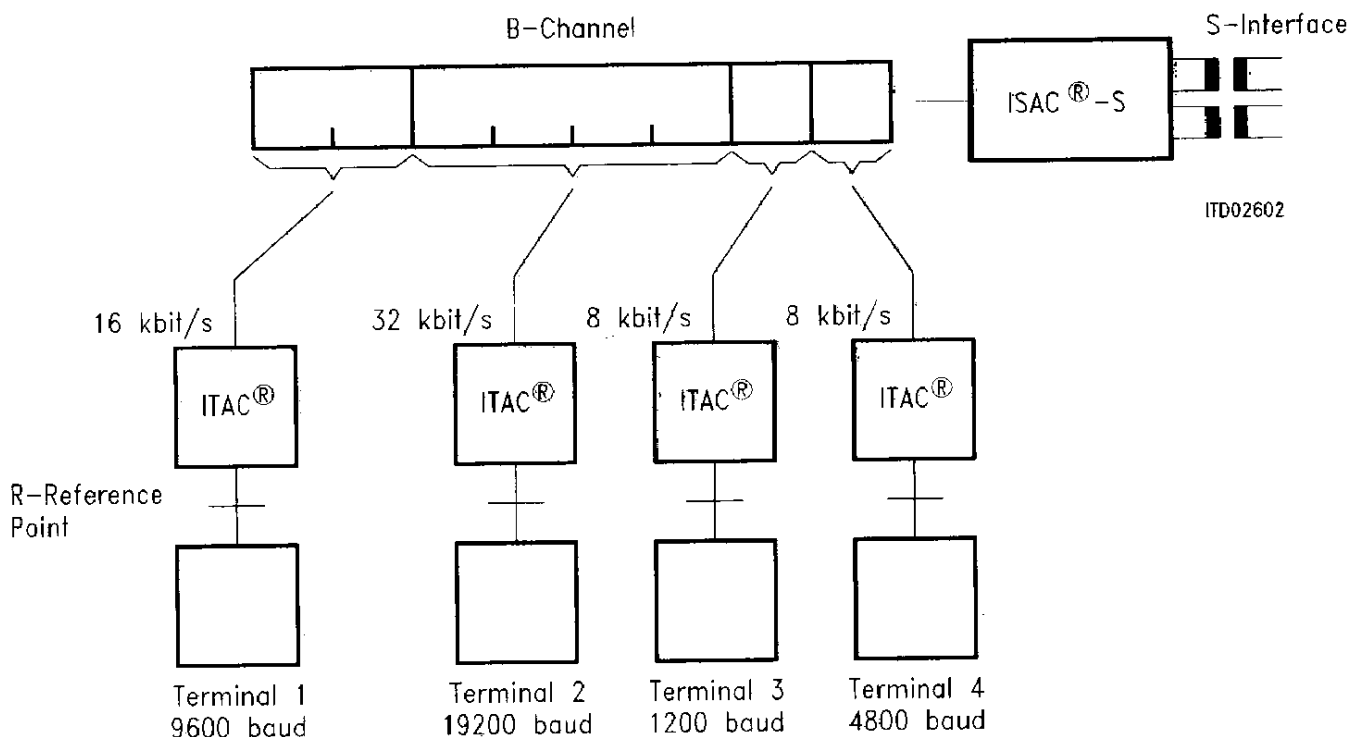 B-Channel
S-Interface
ISAC®-S
ITD02602
16 kbit/s
32 kbit/s
8 kbit/s
8 kbit/s
ITAC®
ITAC®
ITAC®
ITAC®
R-Reference
Point
Terminal 1
9600 baud
Terminal 2
19200 baud
Terminal 3
1200 baud
Terminal 4
4800 baud